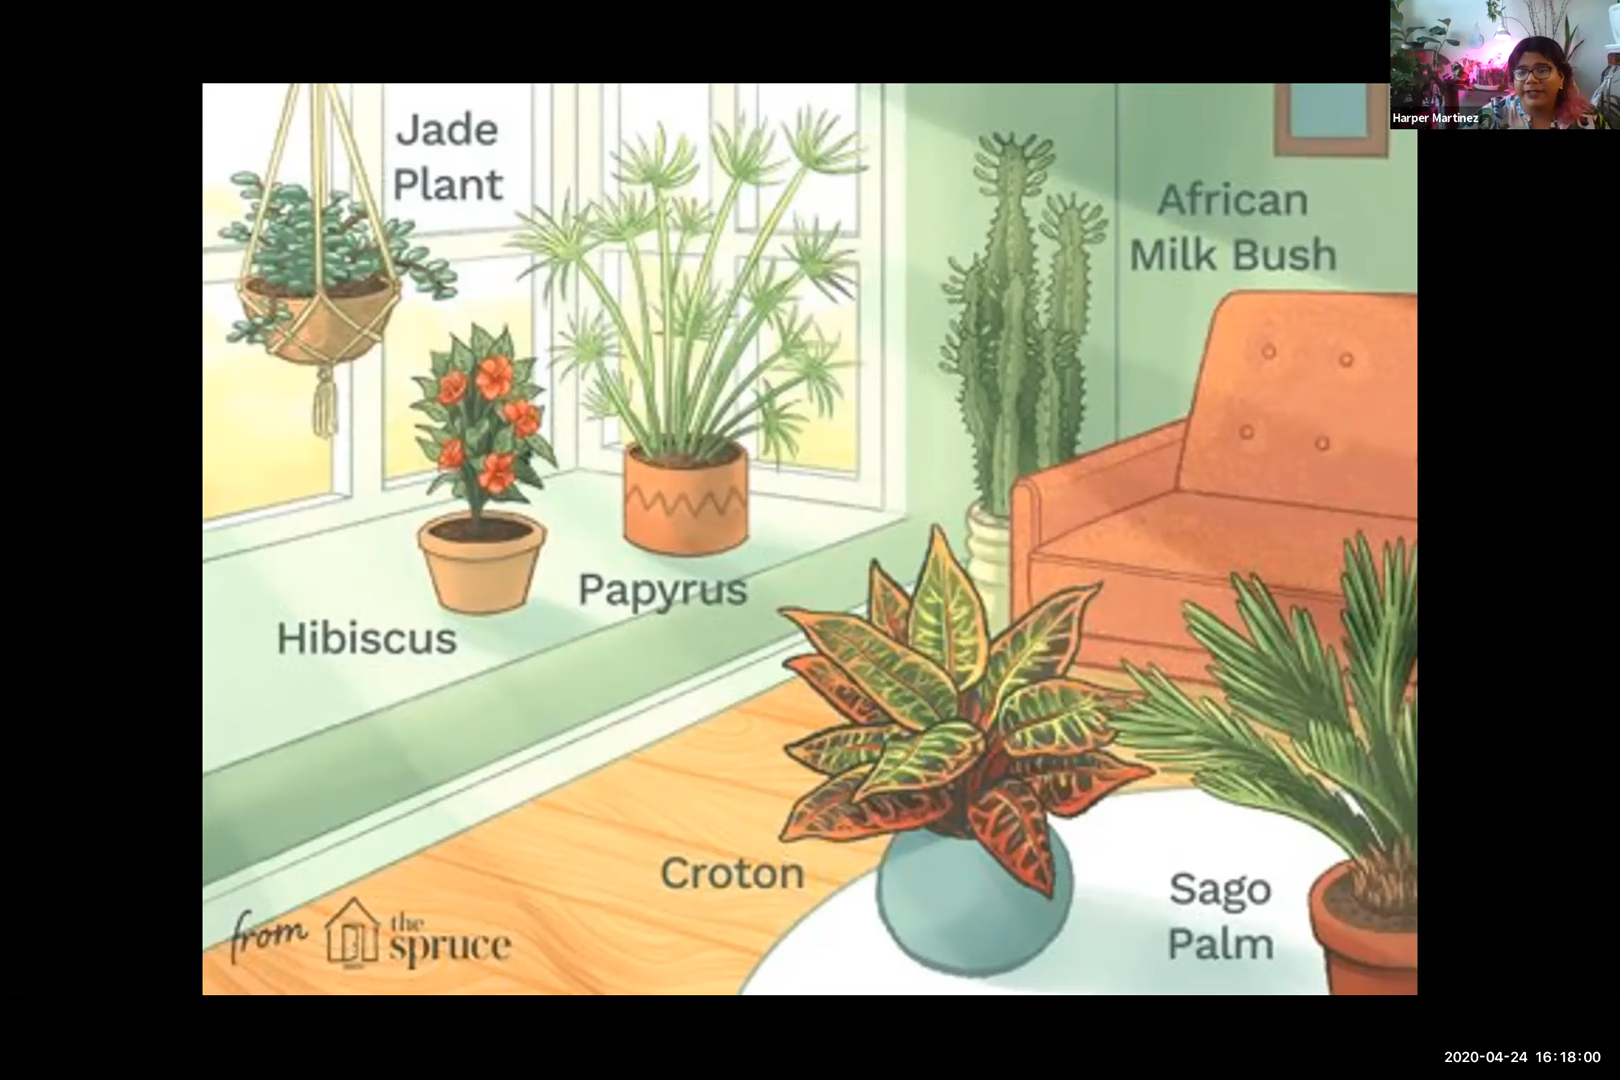 Harper Martinez
Jade
Plant
African
Milk Bush
Papyrus
Hibiscus
Croton
Sago
Palm
from the
spruce
2020-04-24 16:18:00